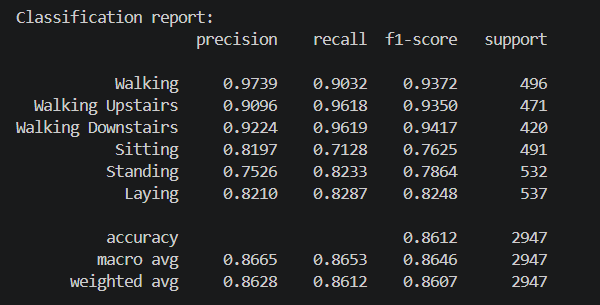 Classification report:
precision recall f1-score support
Walking 0.9739 0.9032 0.9372 496
Walking Upstairs 0.9096 0.9618 0.9350 471
Walking Downstairs 0.9224 0.9619 0.9417 420
Sitting 0.8197 0.7128 0.7625 491
Standing 0.7526 0.8233 0.7864 532
Laying 0.8210 0.8287 0.8248 537
accuracy 0.8612 2947
macro avg 0.8665 0.8653 0.8646 2947
weighted avg 0.8628 0.8612 0.8607 2947